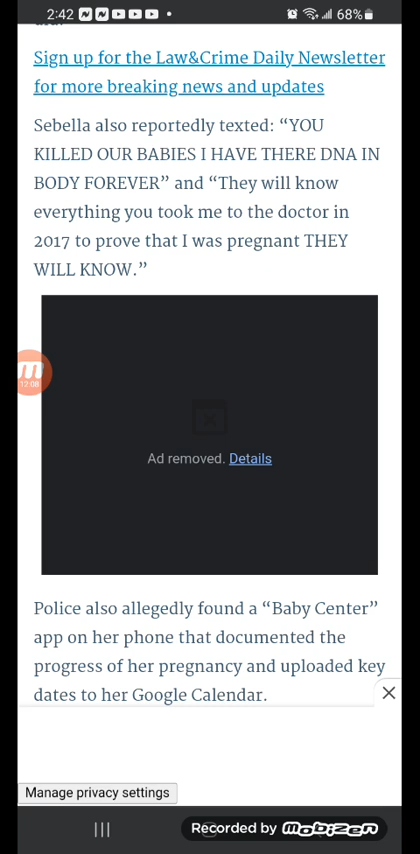 2:42
68%
Sign up for the Law&Crime Daily Newsletter
for more breaking news and updates
Sebella also reportedly texted: “YOU
KILLED OUR BABIES I HAVE THERE DNA IN
BODY FOREVER” and “They will know
everything you took me to the doctor in
2017 to prove that I was pregnant THEY
WILL KNOW.”
12:08
Ad removed. Details
Police also allegedly found a “Baby Center”
app on her phone that documented the
progress of her pregnancy and uploaded key
dates to her Google Calendar.
Manage privacy settings
Recorded by mobizen